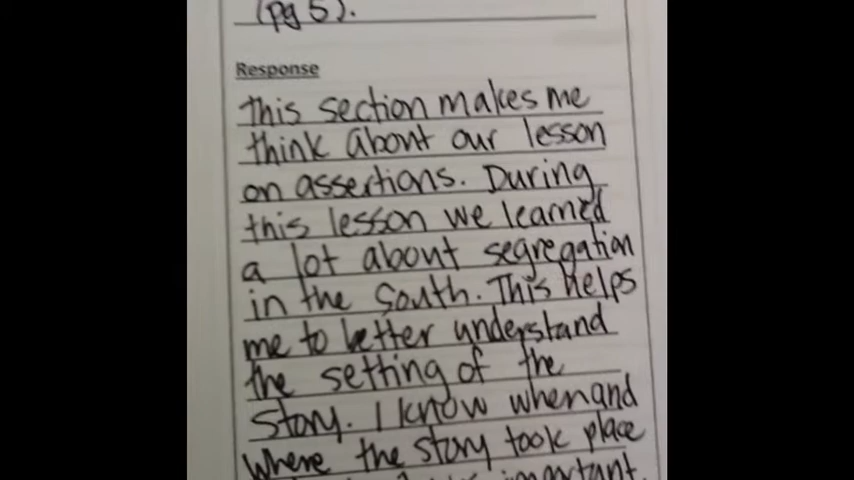 (pg 5).
Response
this section makes me
think about our lesson
on assertions. During
this lesson we learned
a lot about segregation
in the South. This helps
me to better understand
the setting of the
story. I know when and
where the story took place
important.